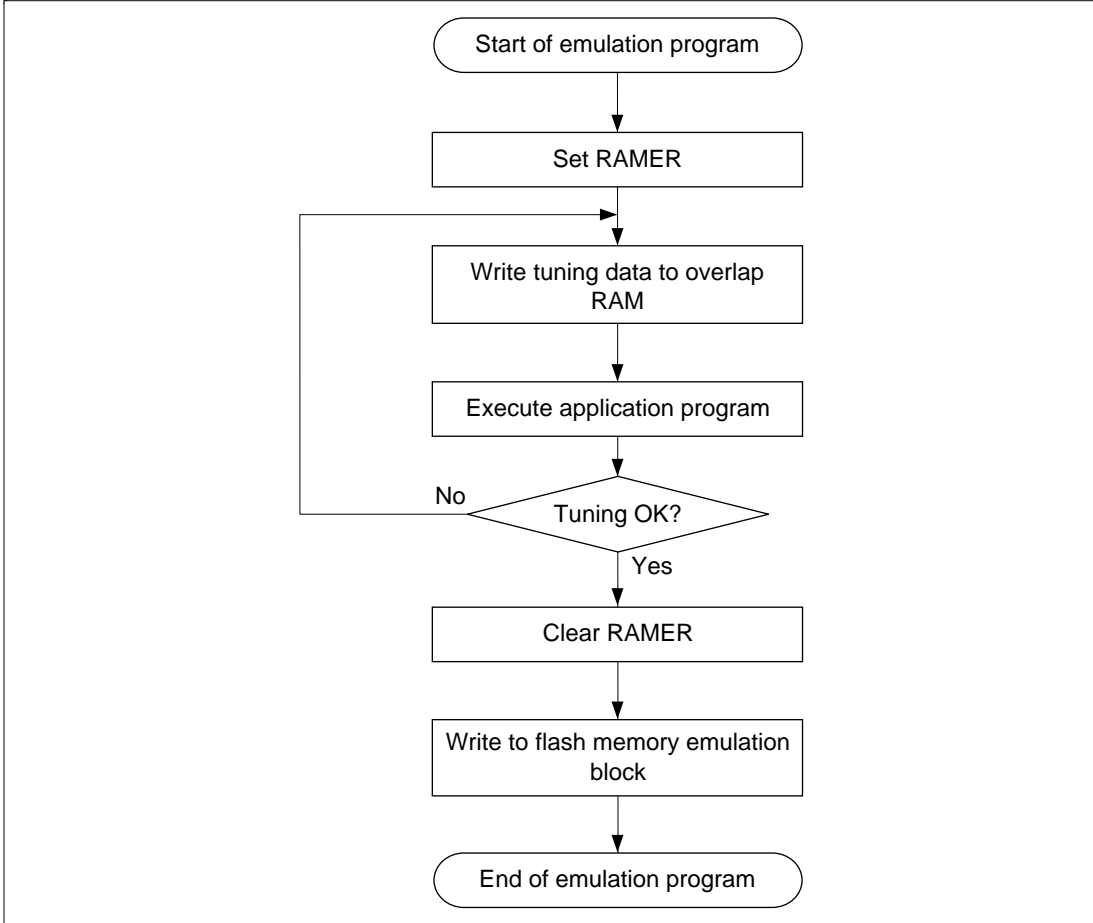 Start of emulation program
Set RAMER
Write tuning data to overlap
RAM
Execute application program
No
Tuning OK?
Yes
Clear RAMER
Write to flash memory emulation
block
End of emulation program